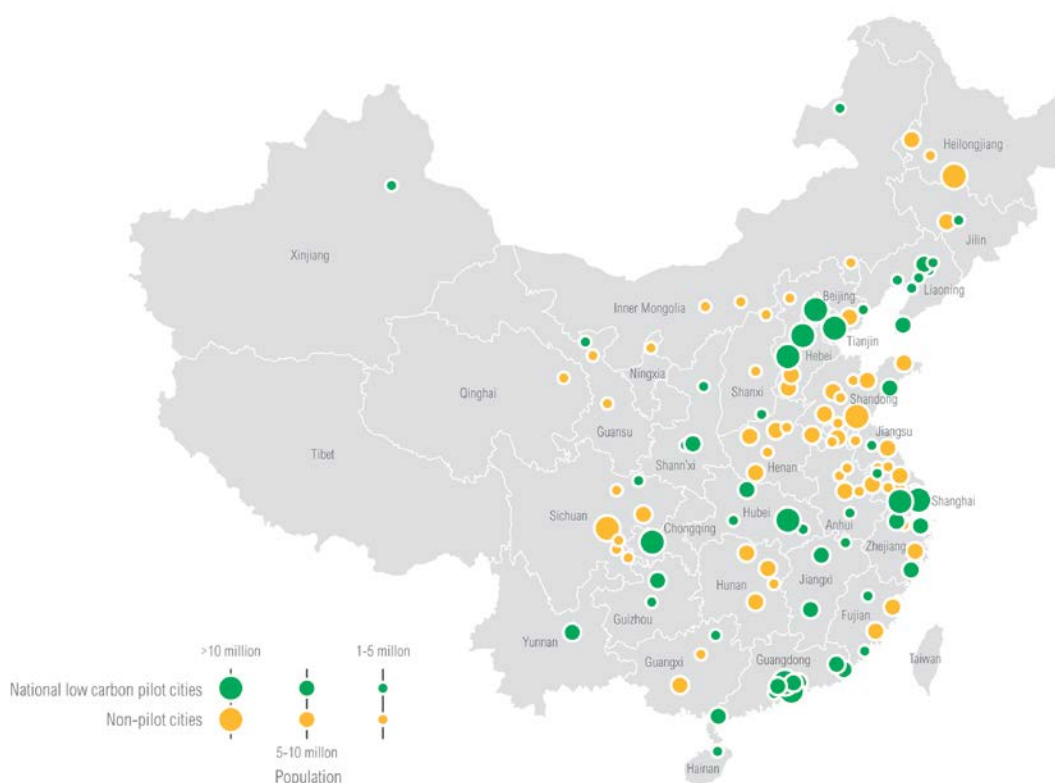 Heilongjiang
Jilin
Xinjiang
Liaoning
Beijing
Inner Mongolia
Tianjin
Hebei
Ningxia
Shanxi
Qinghai
Shandong
Gansu
Jiangsu
Tibet
Shann'xi
Henan
Shanghai
Sichuan
Hubei
Chongqing
Anhui
Zhejiang
Hunan
Jiangxi
Guizhou
Fujian
Yunnan
Guangxi
Guangdong
Taiwan
>10 millon
1-5 millon
National low carbon pilot cities
Non-pilot cities
5-10 millon
Population
Hainan